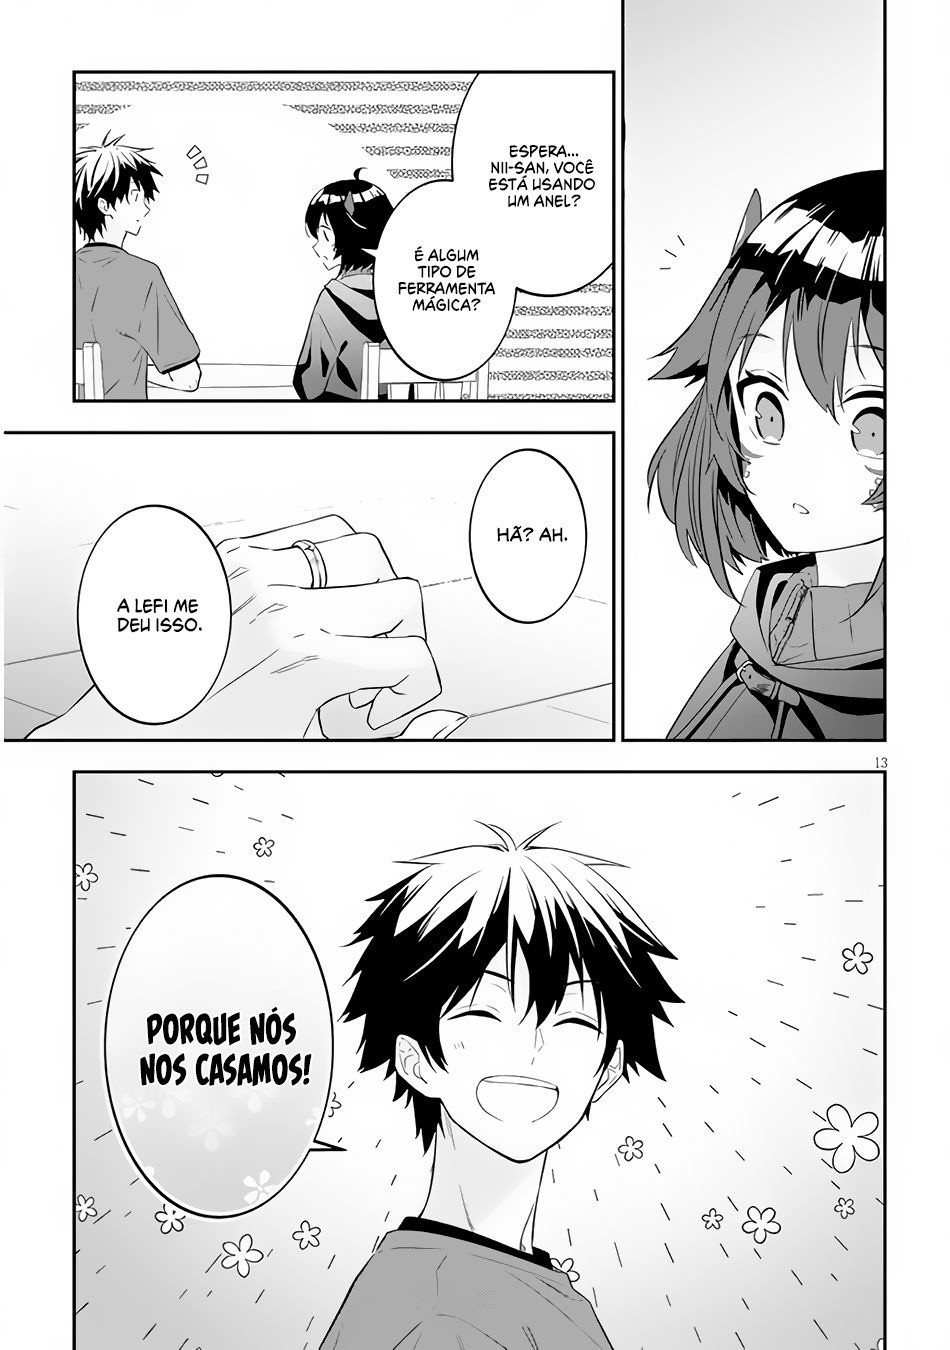 ESPERA...
NII-SAN, VOCÊ
ESTÁ USANDO
UM ANEL?
É ALGUM
TIPO DE
FERRAMENTA
MÁGICA?
HÃ? AH.
A LEFI ME
DEU ISSO.
13
PORQUE NÓS
NOS CASAMOS!